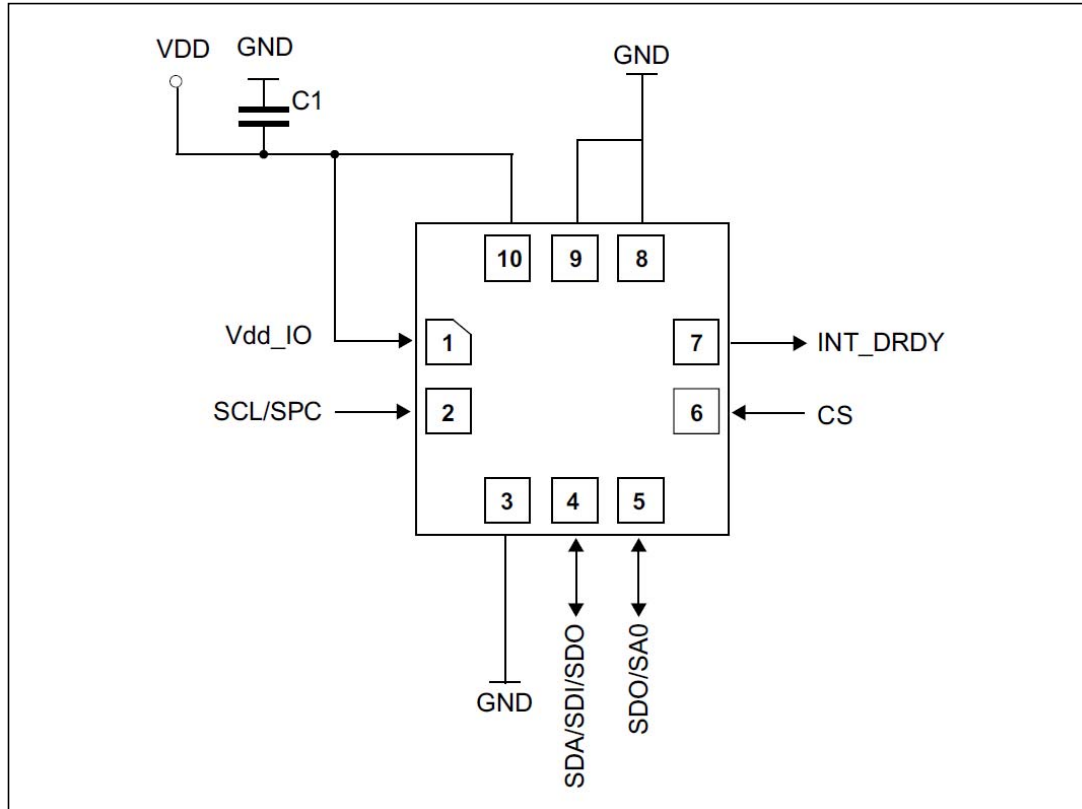 VDD
GND
C1
GND
10
9
8
Vdd_IO
1
7
INT_DRDY
SCL/SPC
2
6
CS
3
4
5
GND
SDA/SDI/SDO
SDO/SA0